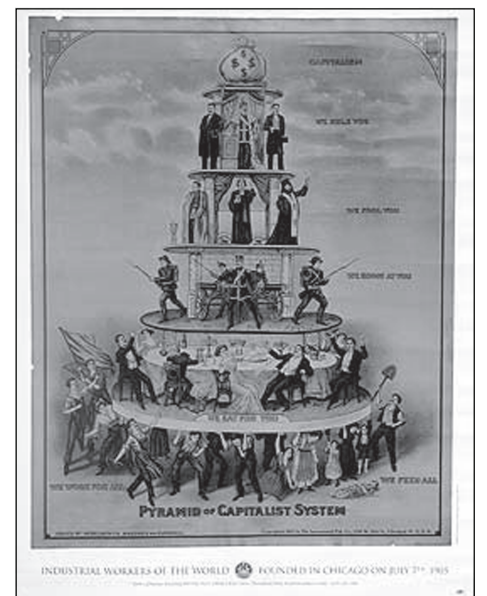 $ $
$
CAPITALISM
WE RULE YOU
WE FOOL YOU
WE SHOOT AT YOU
WE EAT FOR YOU
WE WORK FOR ALL
WE FEED ALL
PYRAMID OF CAPITALIST SYSTEM
INDUSTRIAL WORKERS OF THE WORLD FOUNDED IN CHICAGO ON JULY 7TH, 1905